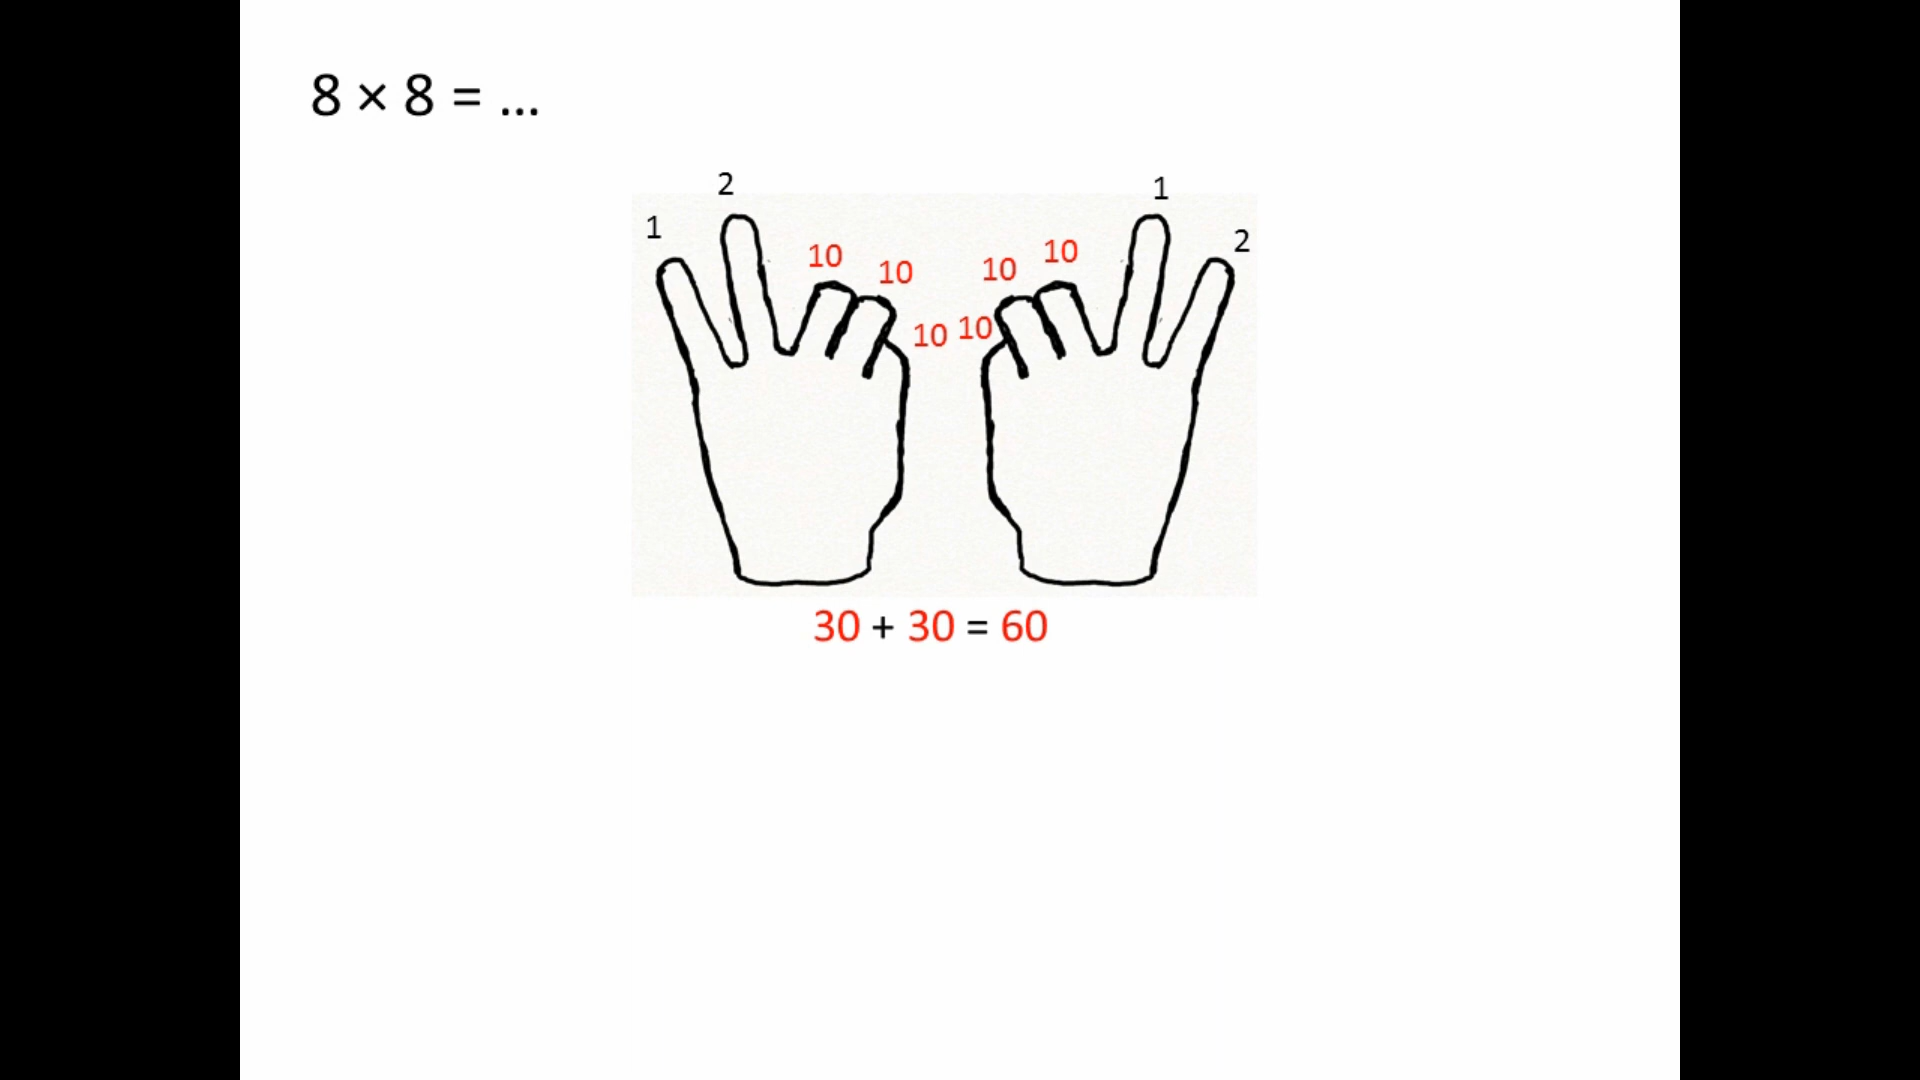 8 × 8 = ...
2 1
1 2
10 10 10 10
10 10
30 + 30 = 60